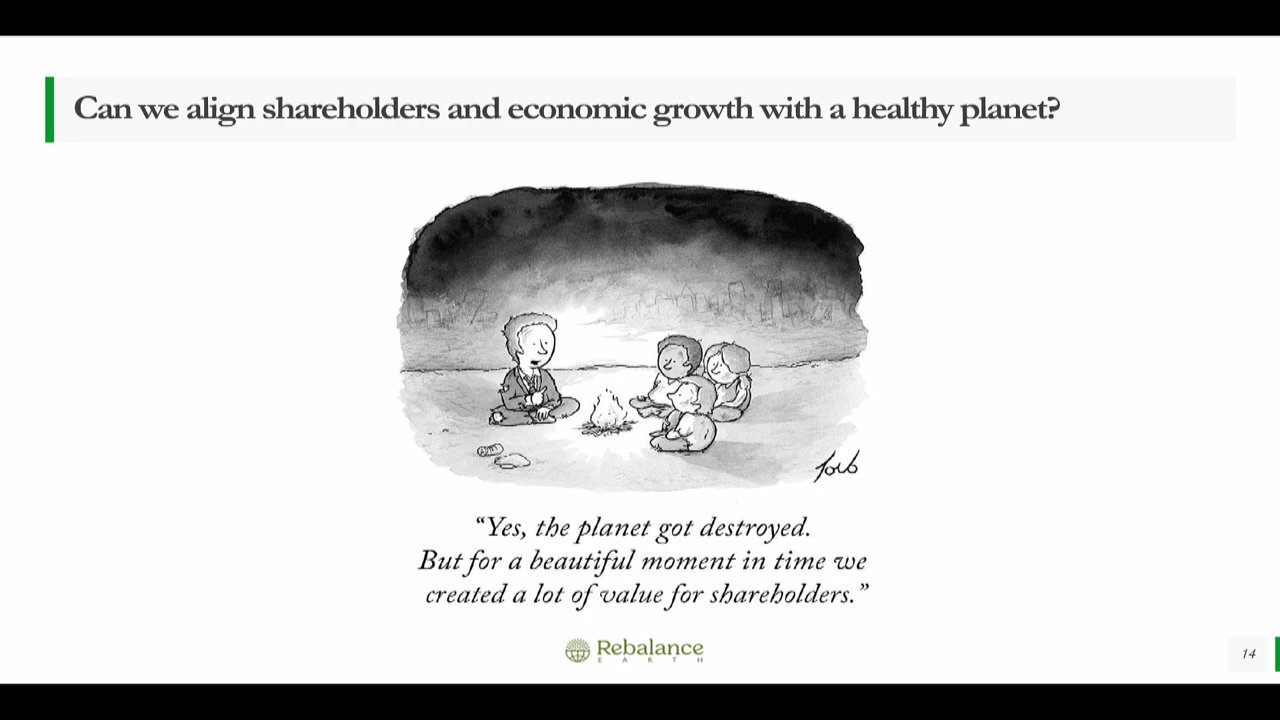 Can we align shareholders and economic growth with a healthy planet?
Toro
“Yes, the planet got destroyed.
But for a beautiful moment in time we
created a lot of value for shareholders.”
Rebalance
EARTH
14